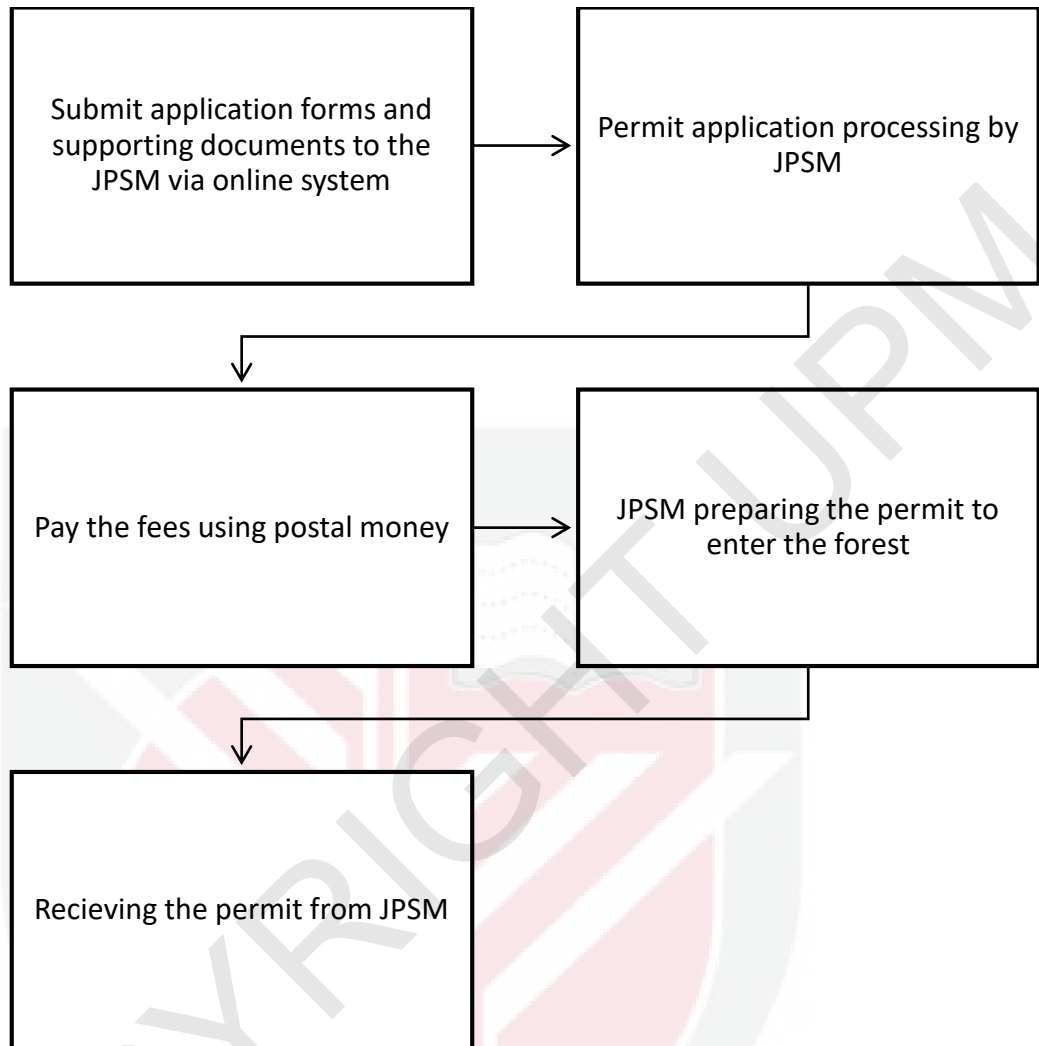 Submit application forms and
supporting documents to the
JPSM via online system
Permit application processing by
JPSM
Pay the fees using postal money
JPSM preparing the permit to
enter the forest
Recieving the permit from JPSM
YRIGHT UPM